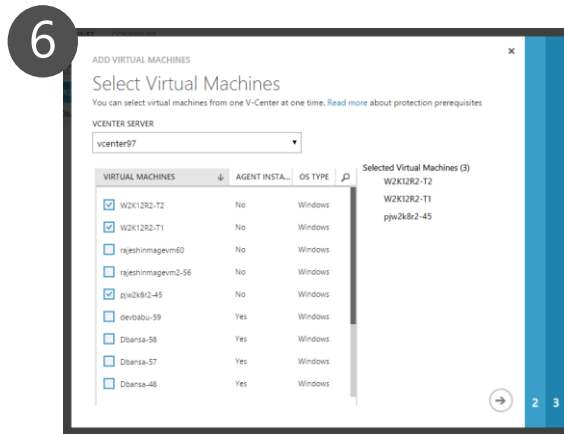 6
ADD VIRTUAL MACHINES
Select Virtual Machines
You can select virtual machines from one V-Center at one time. Read more about protection prerequisites
VCENTER SERVER
vcenter97
VIRTUAL MACHINES AGENT INSTA... OS TYPE
W2K12R2-T2 No Windows
W2K12R2-T1 No Windows
rajeshinmagevm60 No Windows
rajeshinmagevm2-56 No Windows
pjw2k8r2-45 No Windows
devbabu-59 Yes Windows
Dbansa-58 Yes Windows
Dbansa-57 Yes Windows
Dbansa-48 Yes Windows
Selected Virtual Machines (3)
W2K12R2-T2
W2K12R2-T1
pjw2k8r2-45
2 3